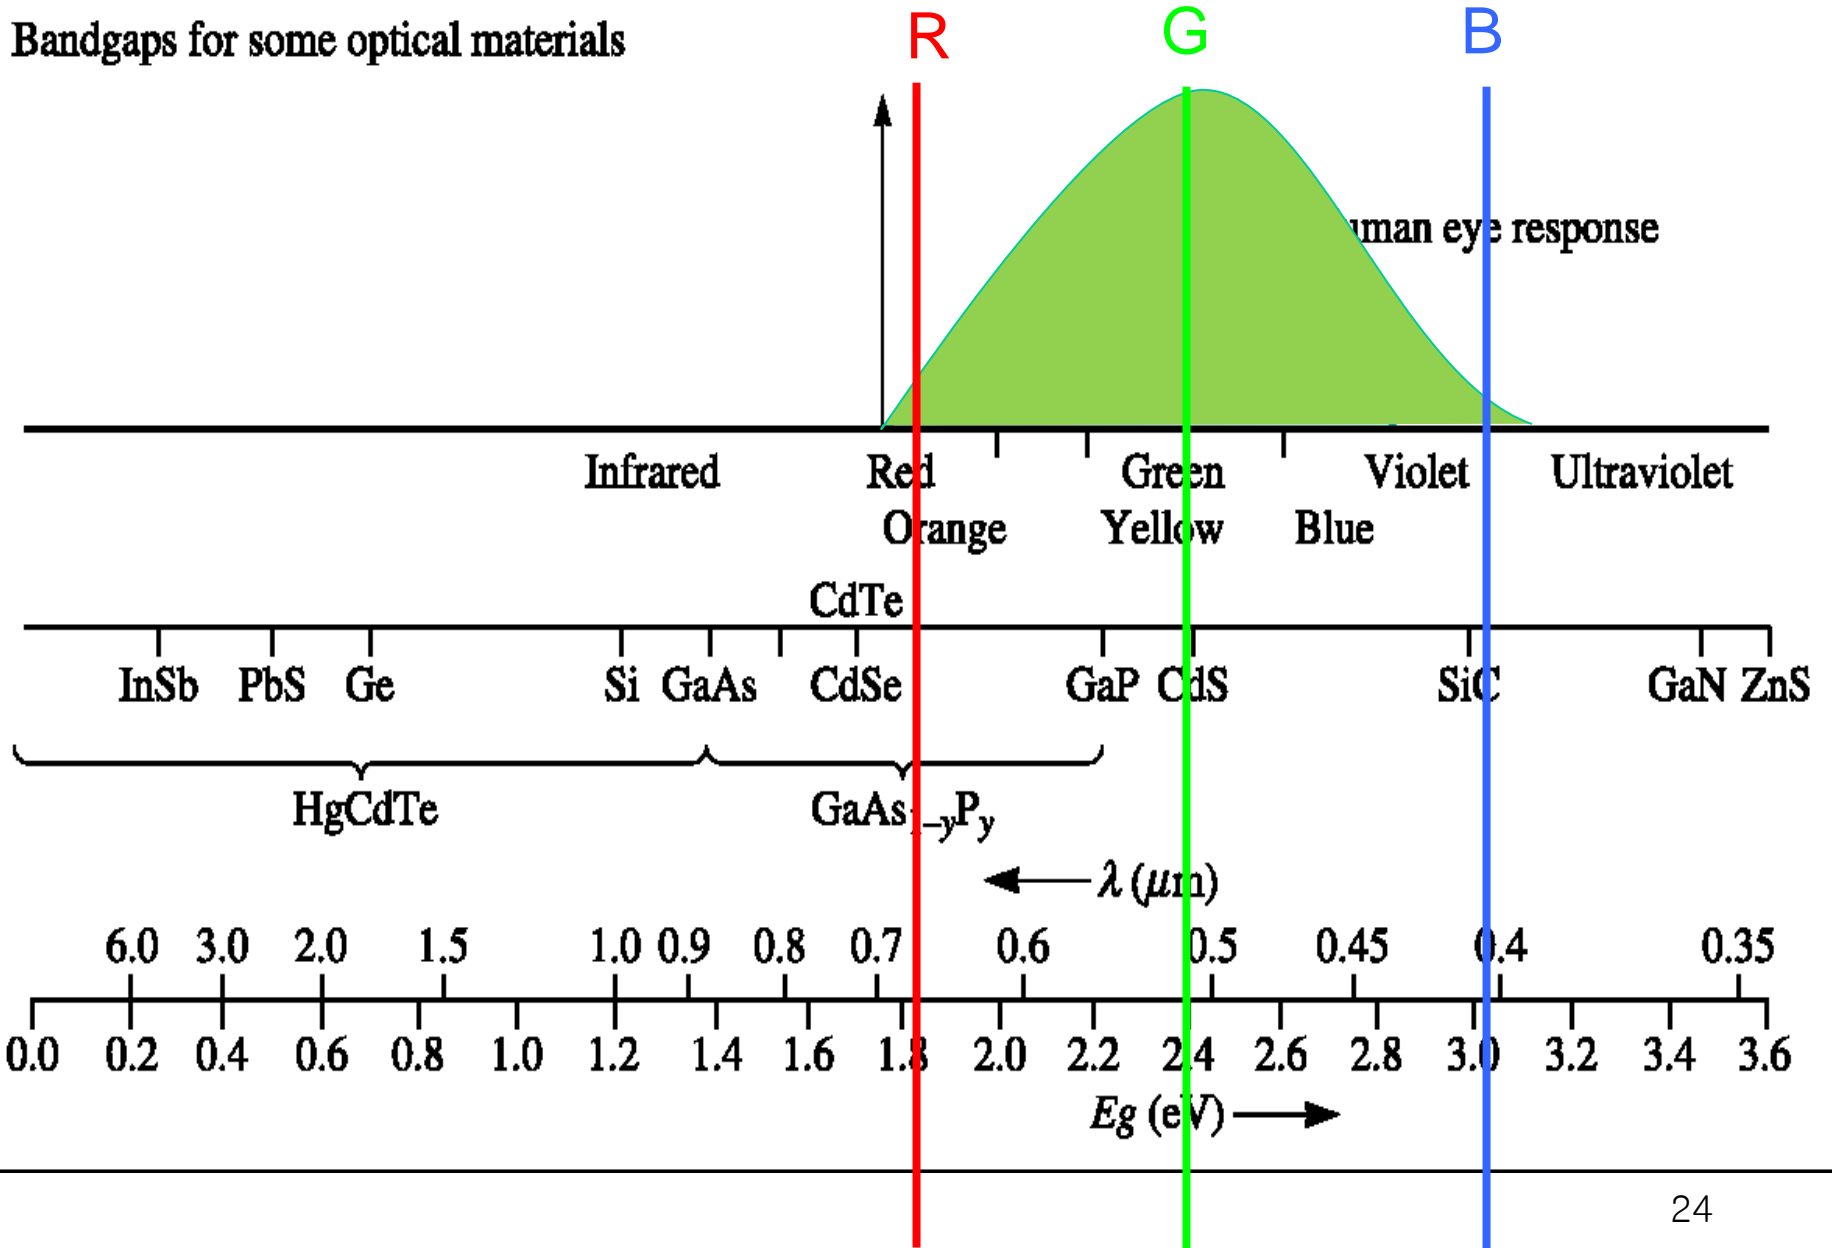 Bandgaps for some optical materials
R G B
uman eye response
Infrared Red Green Violet Ultraviolet
Orange Yellow Blue
CdTe
InSb PbS Ge Si GaAs CdSe GaP CdS SiC GaN ZnS
HgCdTe GaAs1–yPy
λ (μm)
6.0 3.0 2.0 1.5 1.0 0.9 0.8 0.7 0.6 0.5 0.45 0.4 0.35
0.0 0.2 0.4 0.6 0.8 1.0 1.2 1.4 1.6 1.8 2.0 2.2 2.4 2.6 2.8 3.0 3.2 3.4 3.6
Eg (eV)
24